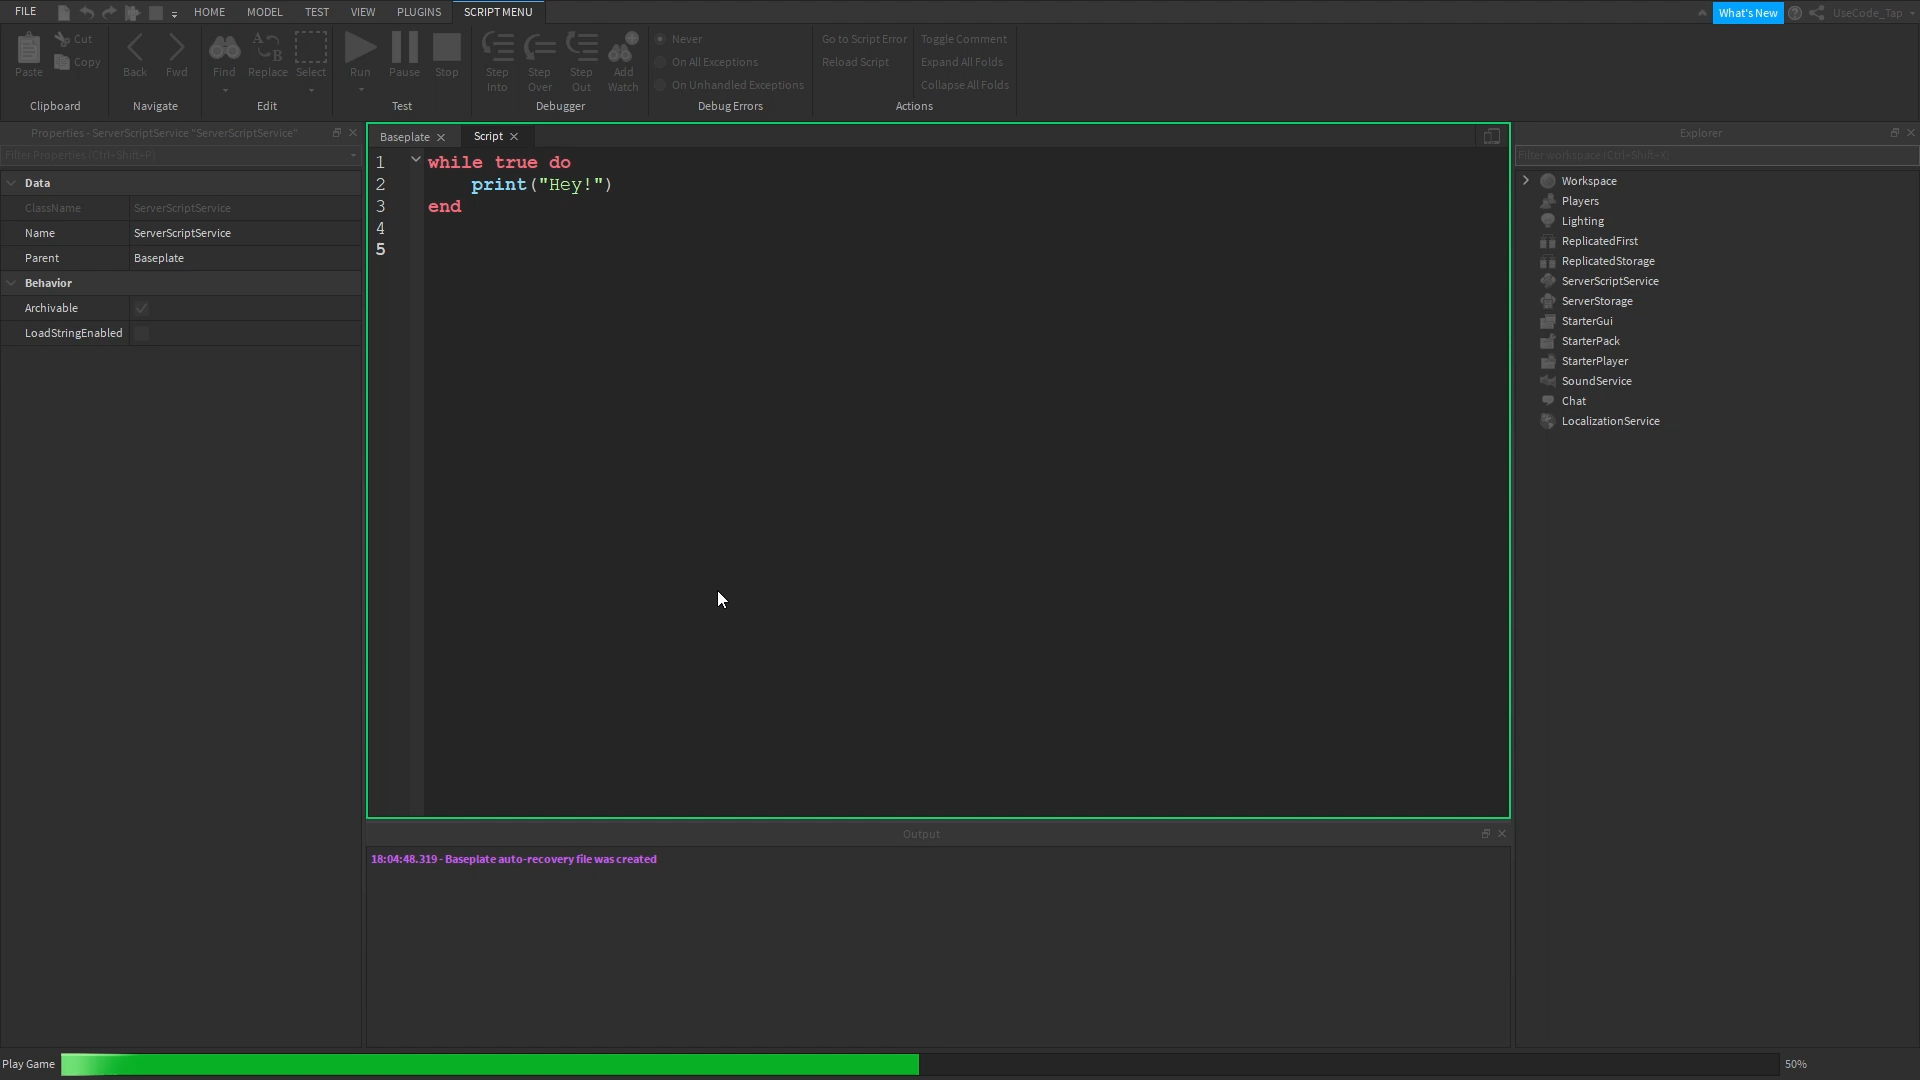 FILE
HOME
MODEL
TEST
VIEW
PLUGINS
SCRIPT MENU
What's New
UseCode_Tap
Paste
Cut
Copy
Clipboard
Back
Fwd
Navigate
Find
Replace
Select
Edit
Run
Pause
Stop
Test
Step Into
Step Over
Step Out
Add Watch
Debugger
Never
On All Exceptions
On Unhandled Exceptions
Debug Errors
Go to Script Error
Reload Script
Toggle Comment
Expand All Folds
Collapse All Folds
Actions
Properties - ServerScriptService "ServerScriptService"
Filter Properties (Ctrl+Shift+P)
Data
ClassName ServerScriptService
Name ServerScriptService
Parent Baseplate
Behavior
Archivable
LoadStringEnabled
Baseplate
Script
1 while true do
2 print("Hey!")
3 end
4
5
Output
18:04:48.319 - Baseplate auto-recovery file was created
Explorer
Filter workspace (Ctrl+Shift+X)
Workspace
Players
Lighting
ReplicatedFirst
ReplicatedStorage
ServerScriptService
ServerStorage
StarterGui
StarterPack
StarterPlayer
SoundService
Chat
LocalizationService
Play Game
50%